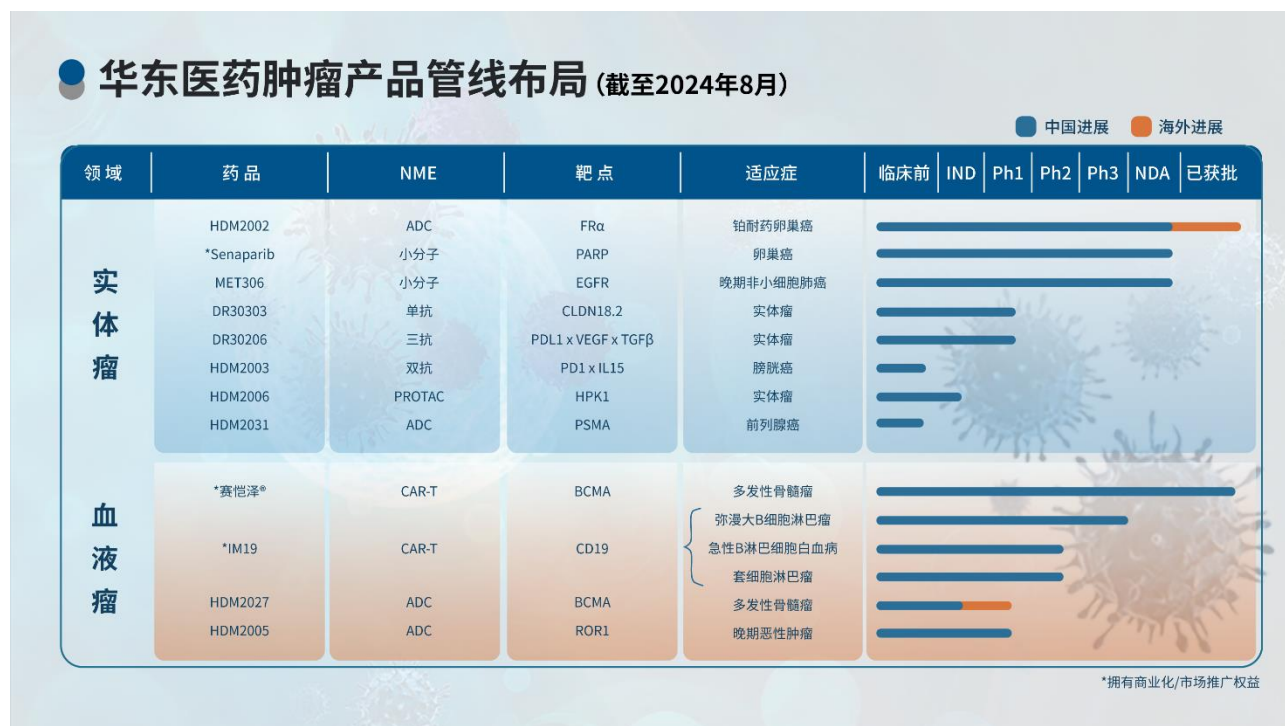 华东医药肿瘤产品管线布局 (截至2024年8月)
中国进展 海外进展
领域 药品 NME 靶点 适应症 临床前 IND Ph1 Ph2 Ph3 NDA 已获批
实体瘤
HDM2002 ADC FRα 铂耐药卵巢癌
*Senaparib 小分子 PARP 卵巢癌
MET306 小分子 EGFR 晚期非小细胞肺癌
DR30303 单抗 CLDN18.2 实体瘤
DR30206 三抗 PDL1 x VEGF x TGFβ 实体瘤
HDM2003 双抗 PD1 x IL15 膀胱癌
HDM2006 PROTAC HPK1 实体瘤
HDM2031 ADC PSMA 前列腺癌
血液瘤
*赛恺泽® CAR-T BCMA 多发性骨髓瘤
弥漫大B细胞淋巴瘤
*IM19 CAR-T CD19 急性B淋巴细胞白血病
套细胞淋巴瘤
HDM2027 ADC BCMA 多发性骨髓瘤
HDM2005 ADC ROR1 晚期恶性肿瘤
*拥有商业化/市场推广权益